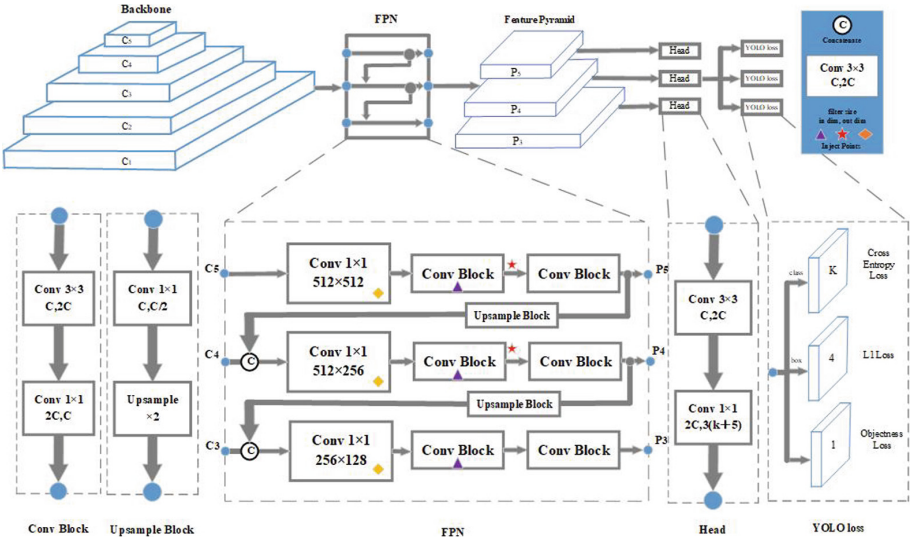 Backbone
FPN
Feature Pyramid
C
Concatenate
C5
C4
C3
C2
C1
P5
P4
P3
Head
Head
Head
YOLO loss
YOLO loss
YOLO loss
Conv 3×3
C,2C
filter size
in dim, out dim
Inject Points
Conv 3×3
C,2C
Conv 1×1
2C,C
Conv Block
Conv 1×1
C,C/2
Upsample
×2
Upsample Block
C5
Conv 1×1
512×512
Conv Block
Conv Block
P5
Upsample Block
C4
C
Conv 1×1
512×256
Conv Block
Conv Block
P4
Upsample Block
C3
C
Conv 1×1
256×128
Conv Block
Conv Block
P3
FPN
Conv 3×3
C,2C
Conv 1×1
2C,3(k+5)
Head
class
K
Cross
Entropy
Loss
box
4
L1Loss
1
Objectness
Loss
YOLO loss